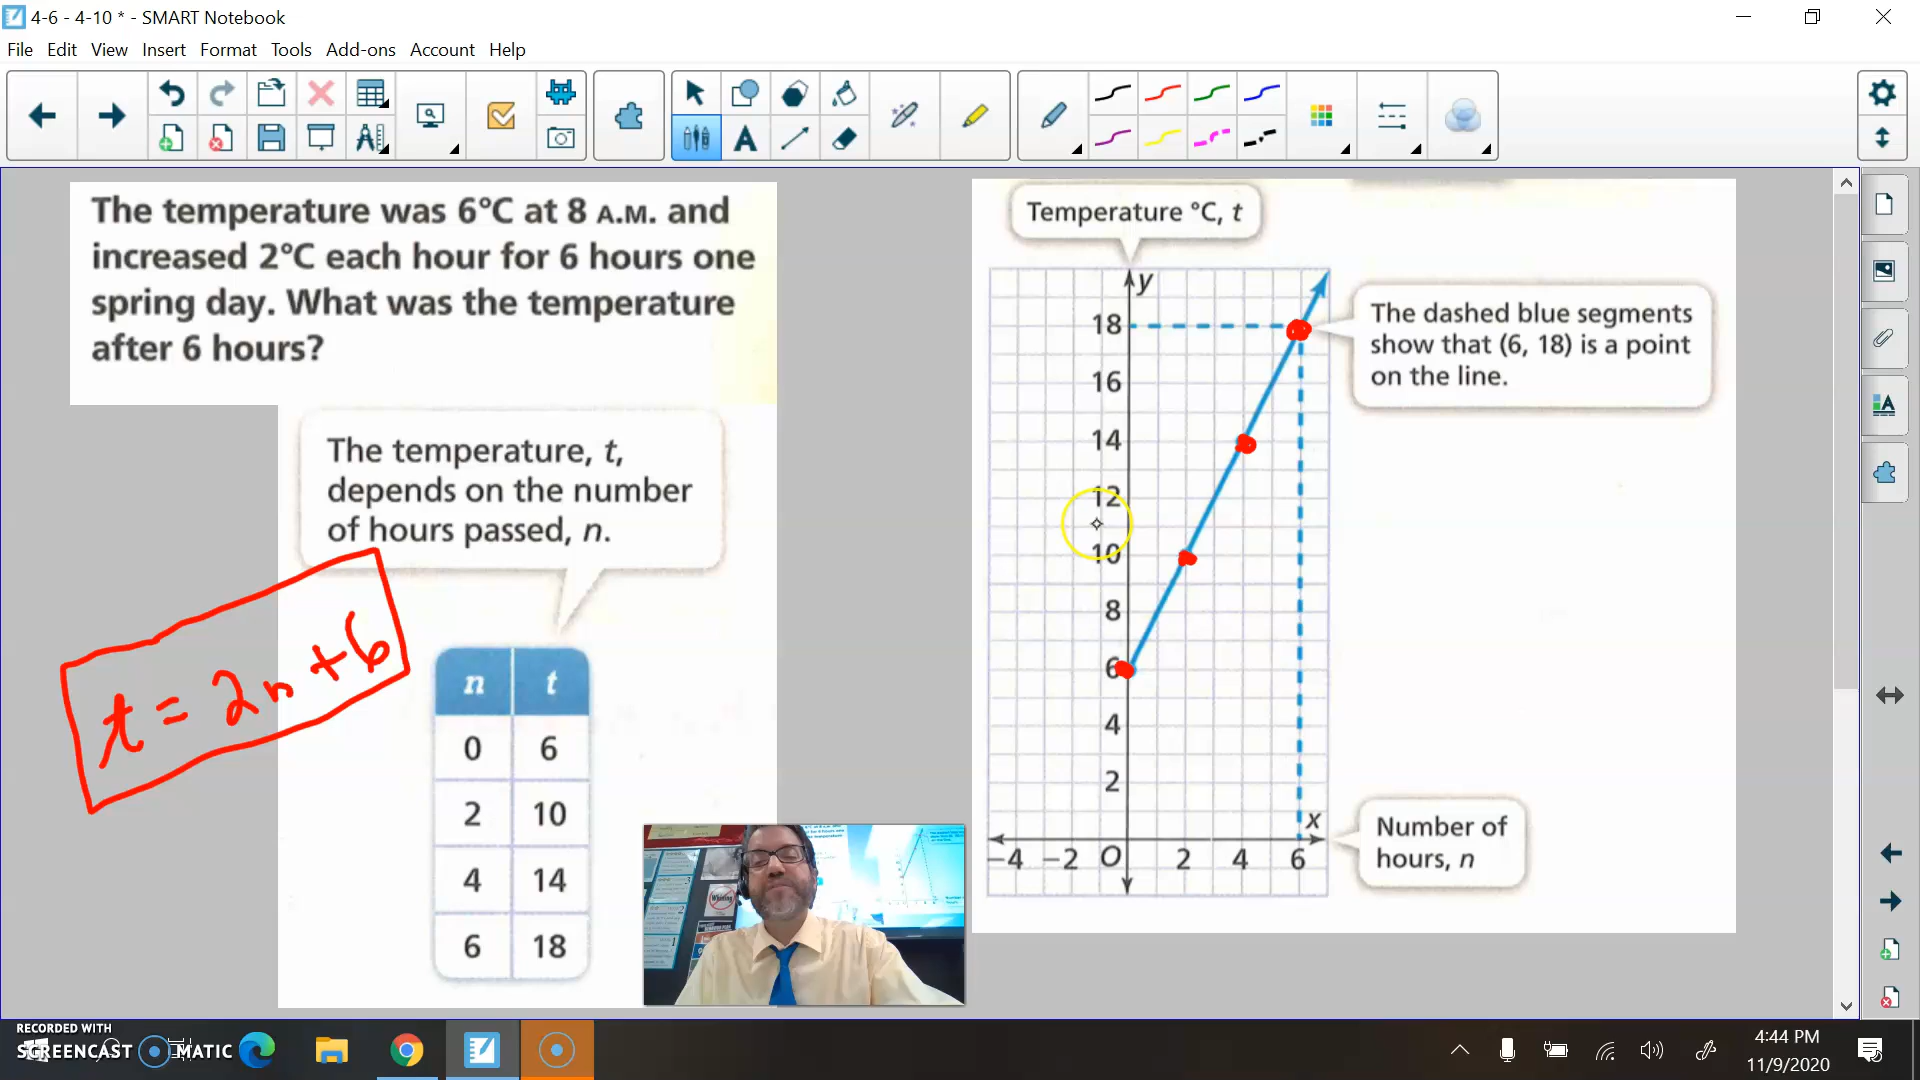 4-6 - 4-10 * - SMART Notebook
File Edit View Insert Format Tools Add-ons Account Help
The temperature was 6°C at 8 A.M. and
increased 2°C each hour for 6 hours one
spring day. What was the temperature
after 6 hours?
The temperature, t,
depends on the number
of hours passed, n.
t = 2n + 6
n t
0 6
2 10
4 14
6 18
Temperature °C, t
y
18
16
14
12
10
8
6
4
2
x
-4 -2 O 2 4 6
The dashed blue segments
show that (6, 18) is a point
on the line.
Number of
hours, n
RECORDED WITH
SCREENCAST MATIC
4:44 PM
11/9/2020